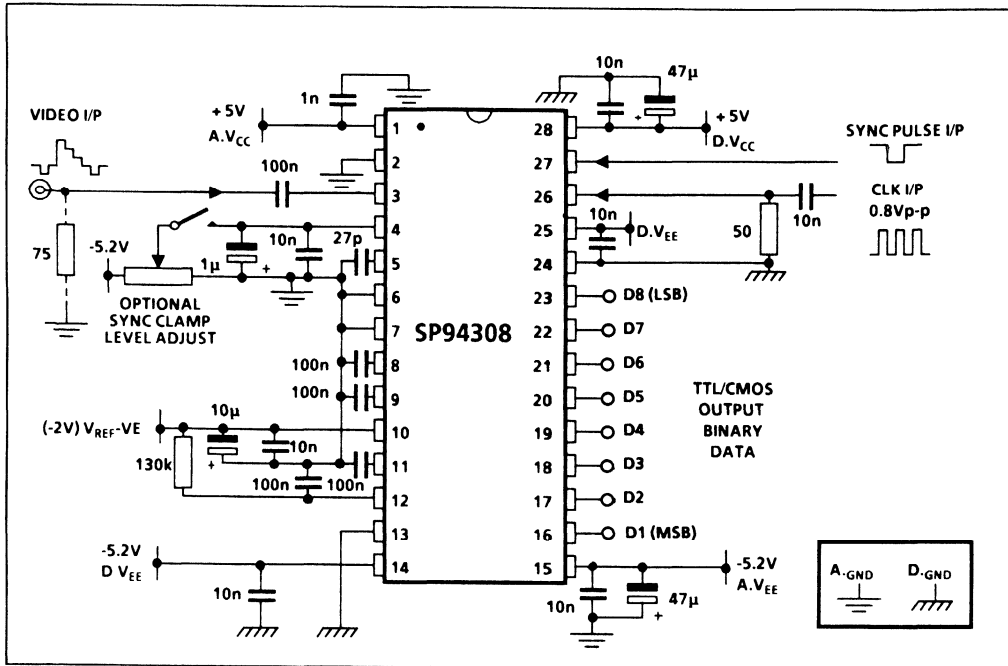 VIDEO I/P
+5V
A.VCC
1n
100n
75
-5.2V
1μ
+
10n
27p
OPTIONAL
SYNC CLAMP
LEVEL ADJUST
100n
100n
(-2V) VREF-VE
10μ
+
10n
130k
100n
100n
-5.2V
D VEE
10n
1
2
3
4
5
6
7
8
9
10
11
12
13
14
SP94308
28
27
26
25
24
23
22
21
20
19
18
17
16
15
10n
47μ
+
+5V
D.VCC
SYNC PULSE I/P
CLK I/P
0.8Vp-p
10n
50
10n
D.VEE
D8 (LSB)
D7
D6
D5
D4
D3
D2
D1 (MSB)
TTL/CMOS
OUTPUT
BINARY
DATA
-5.2V
A.VEE
10n
47μ
+
A.GND
D.GND